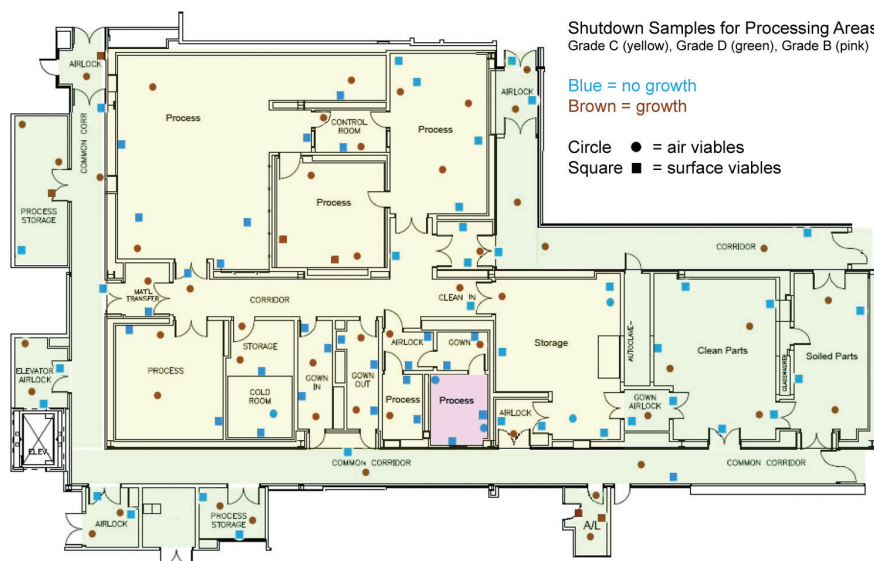 Shutdown Samples for Processing Areas
Grade C (yellow), Grade D (green), Grade B (pink)
Blue = no growth
Brown = growth
Circle ● = air viables
Square ■ = surface viables
AIRLOCK
COMMON CORR
PROCESS
STORAGE
Process
CONTROL
ROOM
Process
Process
AIRLOCK
CORRIDOR
MAT'L
TRANSFER
CORRIDOR
CLEAN IN
PROCESS
STORAGE
COLD
ROOM
GOWN
IN
GOWN
OUT
AIRLOCK
GOWN
Process
Process
Storage
AIRLOCK
AUTOCLAVE
GOWN
AIRLOCK
Clean Parts
GLASSWASHER
Soiled Parts
ELEVATOR
AIRLOCK
ELEV.
COMMON CORRIDOR
COMMON CORRIDOR
AIRLOCK
PROCESS
STORAGE
A/L